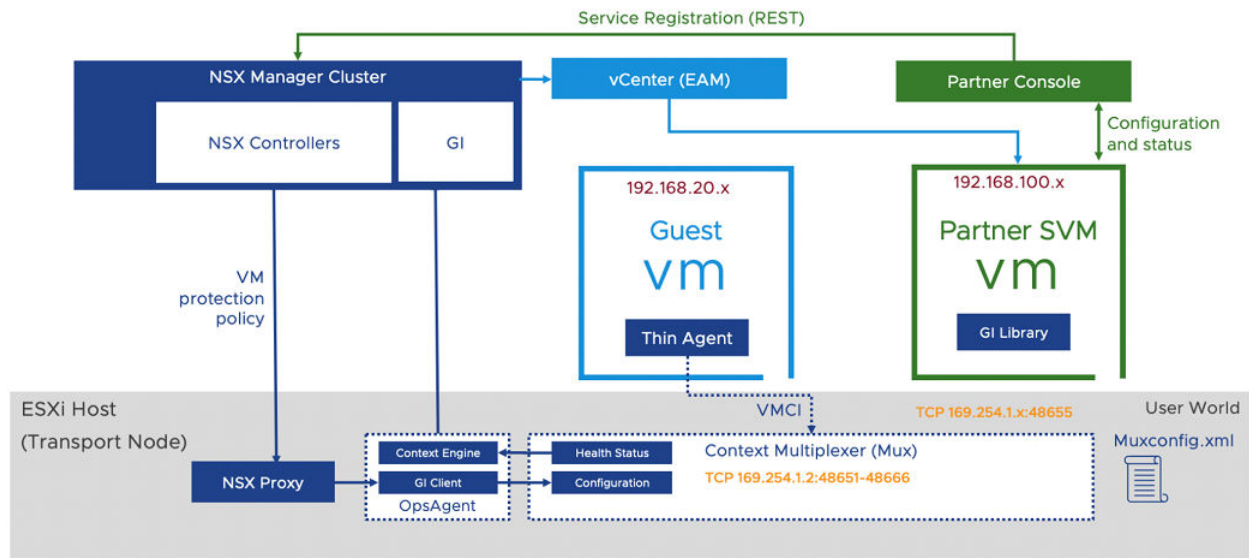 Service Registration (REST)
NSX Manager Cluster
vCenter (EAM)
Partner Console
NSX Controllers
GI
Configuration
and status
192.168.20.x
192.168.100.x
Guest
vm
Partner SVM
vm
VM
protection
policy
Thin Agent
GI Library
ESXi Host
(Transport Node)
VMCI
TCP 169.254.1.x:48655
User World
Muxconfig.xml
Context Engine
Health Status
Context Multiplexer (Mux)
NSX Proxy
GI Client
Configuration
TCP 169.254.1.2:48651-48666
OpsAgent